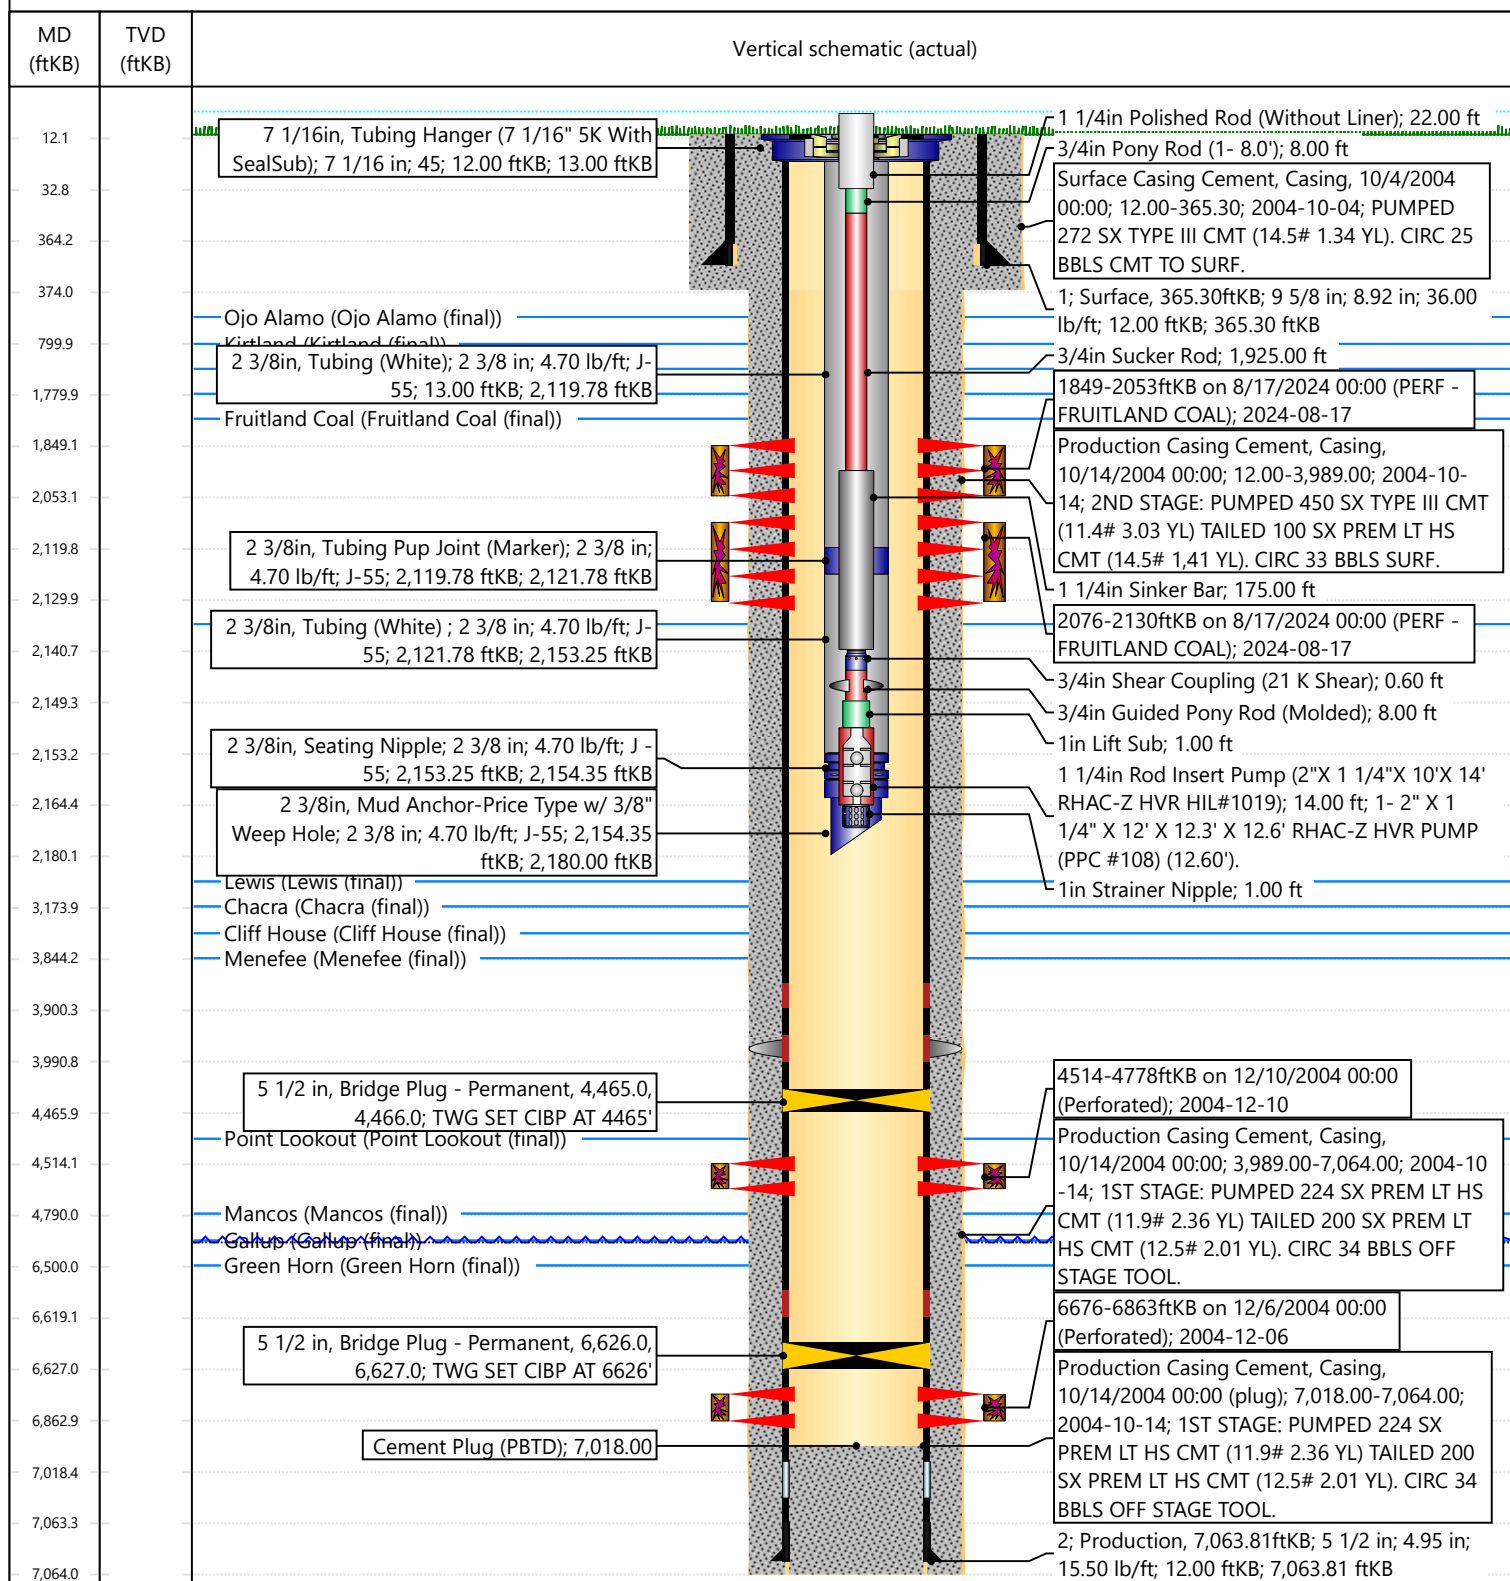 MD
(ftKB)
TVD
(ftKB)
Vertical schematic (actual)
12.1
32.8
364.2
374.0
799.9
1,779.9
1,849.1
2,053.1
2,119.8
2,129.9
2,140.7
2,149.3
2,153.2
2,164.4
2,180.1
3,173.9
3,844.2
3,900.3
3,990.8
4,465.9
4,514.1
4,790.0
6,500.0
6,619.1
6,627.0
6,862.9
7,018.4
7,063.3
7,064.0
7 1/16in, Tubing Hanger (7 1/16" 5K With
SealSub); 7 1/16 in; 45; 12.00 ftKB; 13.00 ftKB
Ojo Alamo (Ojo Alamo (final))
Kirtland (Kirtland (final))
2 3/8in, Tubing (White); 2 3/8 in; 4.70 lb/ft; J-
55; 13.00 ftKB; 2,119.78 ftKB
Fruitland Coal (Fruitland Coal (final))
2 3/8in, Tubing Pup Joint (Marker); 2 3/8 in;
4.70 lb/ft; J-55; 2,119.78 ftKB; 2,121.78 ftKB
2 3/8in, Tubing (White) ; 2 3/8 in; 4.70 lb/ft; J-
55; 2,121.78 ftKB; 2,153.25 ftKB
2 3/8in, Seating Nipple; 2 3/8 in; 4.70 lb/ft; J -
55; 2,153.25 ftKB; 2,154.35 ftKB
2 3/8in, Mud Anchor-Price Type w/ 3/8"
Weep Hole; 2 3/8 in; 4.70 lb/ft; J-55; 2,154.35
ftKB; 2,180.00 ftKB
Lewis (Lewis (final))
Chacra (Chacra (final))
Cliff House (Cliff House (final))
Menefee (Menefee (final))
5 1/2 in, Bridge Plug - Permanent, 4,465.0,
4,466.0; TWG SET CIBP AT 4465'
Point Lookout (Point Lookout (final))
Mancos (Mancos (final))
Gallup (Gallup (final))
Green Horn (Green Horn (final))
5 1/2 in, Bridge Plug - Permanent, 6,626.0,
6,627.0; TWG SET CIBP AT 6626'
Cement Plug (PBTD); 7,018.00
1 1/4in Polished Rod (Without Liner); 22.00 ft
3/4in Pony Rod (1- 8.0'); 8.00 ft
Surface Casing Cement, Casing, 10/4/2004
00:00; 12.00-365.30; 2004-10-04; PUMPED
272 SX TYPE III CMT (14.5# 1.34 YL). CIRC 25
BBLS CMT TO SURF.
1; Surface, 365.30ftKB; 9 5/8 in; 8.92 in; 36.00
lb/ft; 12.00 ftKB; 365.30 ftKB
3/4in Sucker Rod; 1,925.00 ft
1849-2053ftKB on 8/17/2024 00:00 (PERF -
FRUITLAND COAL); 2024-08-17
Production Casing Cement, Casing,
10/14/2004 00:00; 12.00-3,989.00; 2004-10-
14; 2ND STAGE: PUMPED 450 SX TYPE III CMT
(11.4# 3.03 YL) TAILED 100 SX PREM LT HS
CMT (14.5# 1,41 YL). CIRC 33 BBLS SURF.
1 1/4in Sinker Bar; 175.00 ft
2076-2130ftKB on 8/17/2024 00:00 (PERF -
FRUITLAND COAL); 2024-08-17
3/4in Shear Coupling (21 K Shear); 0.60 ft
3/4in Guided Pony Rod (Molded); 8.00 ft
1in Lift Sub; 1.00 ft
1 1/4in Rod Insert Pump (2"X 1 1/4"X 10'X 14'
RHAC-Z HVR HIL#1019); 14.00 ft; 1- 2" X 1
1/4" X 12' X 12.3' X 12.6' RHAC-Z HVR PUMP
(PPC #108) (12.60').
1in Strainer Nipple; 1.00 ft
4514-4778ftKB on 12/10/2004 00:00
(Perforated); 2004-12-10
Production Casing Cement, Casing,
10/14/2004 00:00; 3,989.00-7,064.00; 2004-10
-14; 1ST STAGE: PUMPED 224 SX PREM LT HS
CMT (11.9# 2.36 YL) TAILED 200 SX PREM LT
HS CMT (12.5# 2.01 YL). CIRC 34 BBLS OFF
STAGE TOOL.
6676-6863ftKB on 12/6/2004 00:00
(Perforated); 2004-12-06
Production Casing Cement, Casing,
10/14/2004 00:00 (plug); 7,018.00-7,064.00;
2004-10-14; 1ST STAGE: PUMPED 224 SX
PREM LT HS CMT (11.9# 2.36 YL) TAILED 200
SX PREM LT HS CMT (12.5# 2.01 YL). CIRC 34
BBLS OFF STAGE TOOL.
2; Production, 7,063.81ftKB; 5 1/2 in; 4.95 in;
15.50 lb/ft; 12.00 ftKB; 7,063.81 ftKB